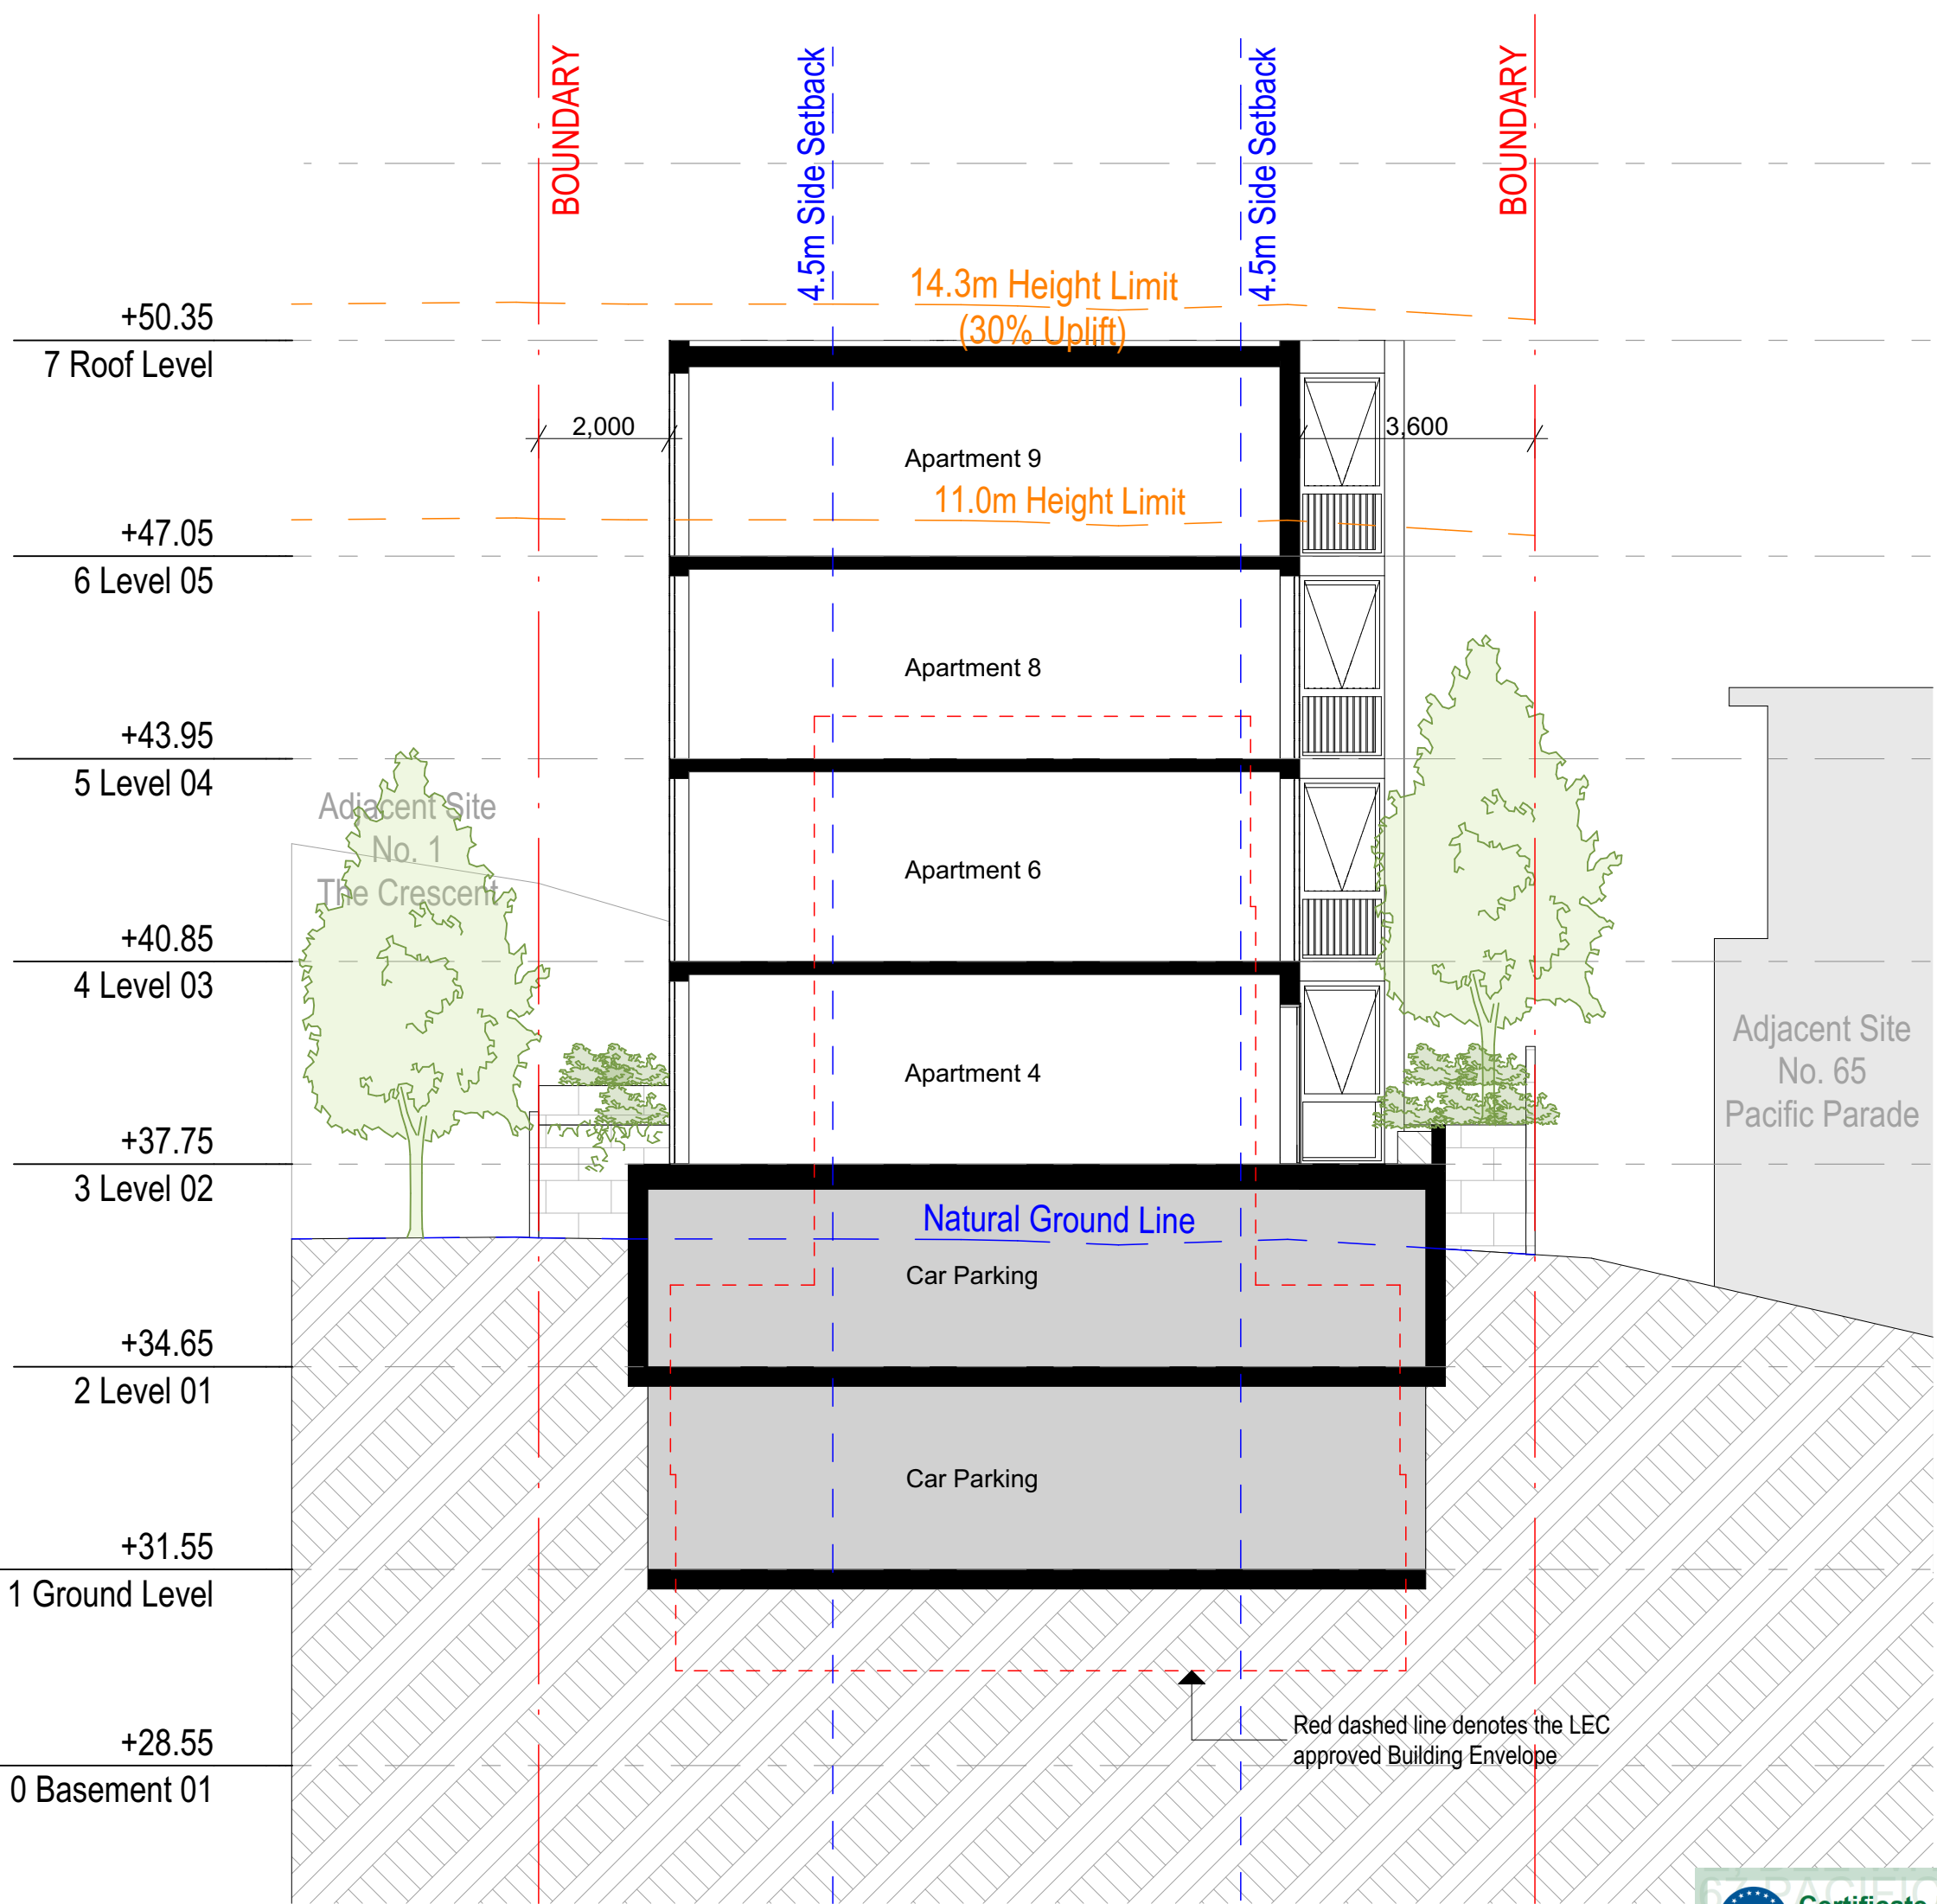 BOUNDARY
4.5m Side Setback
4.5m Side Setback
BOUNDARY
14.3m Height Limit
(30% Uplift)
+50.35
7 Roof Level
2,000
3,600
Apartment 9
11.0m Height Limit
+47.05
6 Level 05
Apartment 8
+43.95
5 Level 04
Adjacent Site
No. 1
The Crescent
Apartment 6
+40.85
4 Level 03
Adjacent Site
No. 65
Pacific Parade
Apartment 4
+37.75
3 Level 02
Natural Ground Line
Car Parking
+34.65
2 Level 01
Car Parking
+31.55
1 Ground Level
Red dashed line denotes the LEC
approved Building Envelope
+28.55
0 Basement 01
67 PACIFIC
Certificate